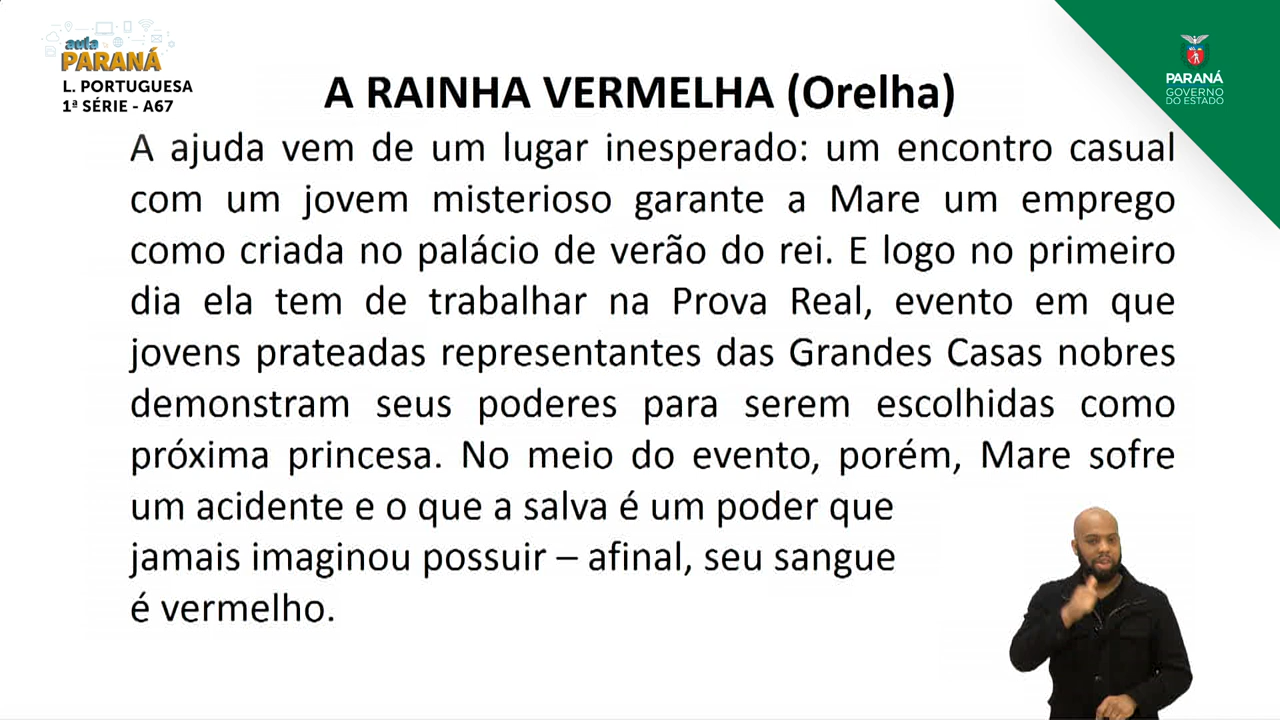 aula
PARANÁ
L. PORTUGUESA
1ª SÉRIE - A67
PARANÁ
GOVERNO
DO ESTADO
A RAINHA VERMELHA (Orelha)
A ajuda vem de um lugar inesperado: um encontro casual
com um jovem misterioso garante a Mare um emprego
como criada no palácio de verão do rei. E logo no primeiro
dia ela tem de trabalhar na Prova Real, evento em que
jovens prateadas representantes das Grandes Casas nobres
demonstram seus poderes para serem escolhidas como
próxima princesa. No meio do evento, porém, Mare sofre
um acidente e o que a salva é um poder que
jamais imaginou possuir – afinal, seu sangue
é vermelho.